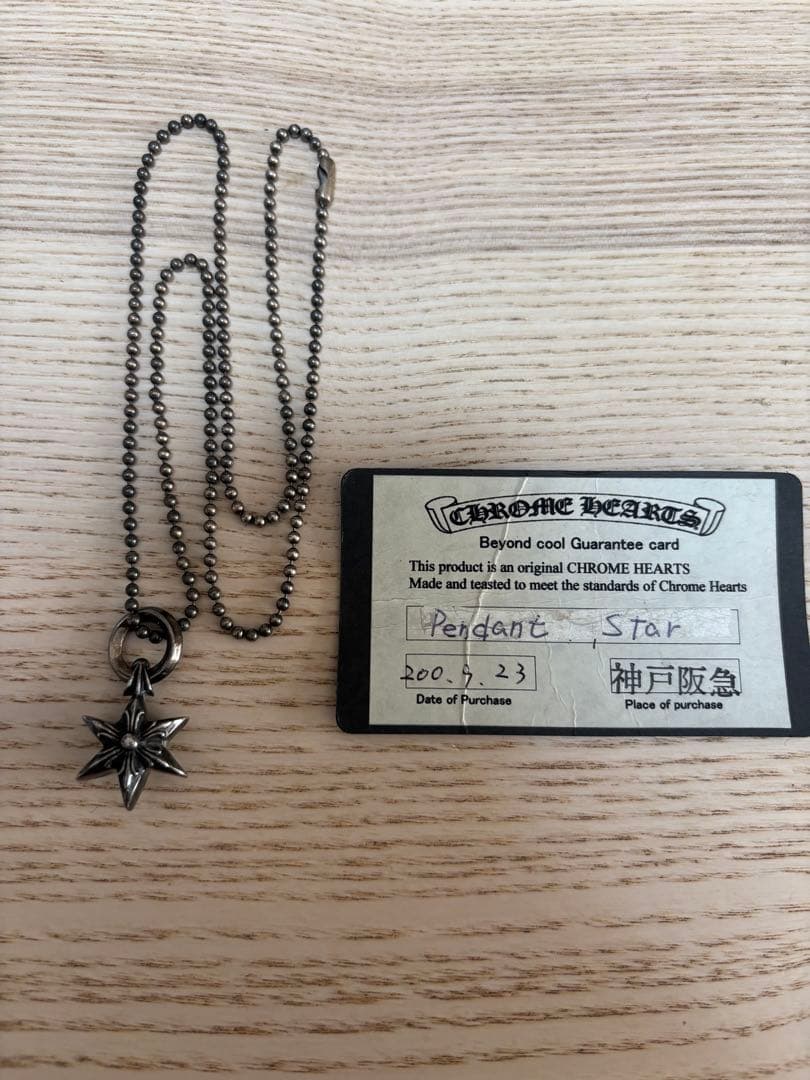 CHROME HEARTS
Beyond cool Guarantee card
This product is an original CHROME HEARTS
Made and teasted to meet the standards of Chrome Hearts
Pendant, Star
200.9.23
Date of Purchase
神戸阪急
Place of purchase